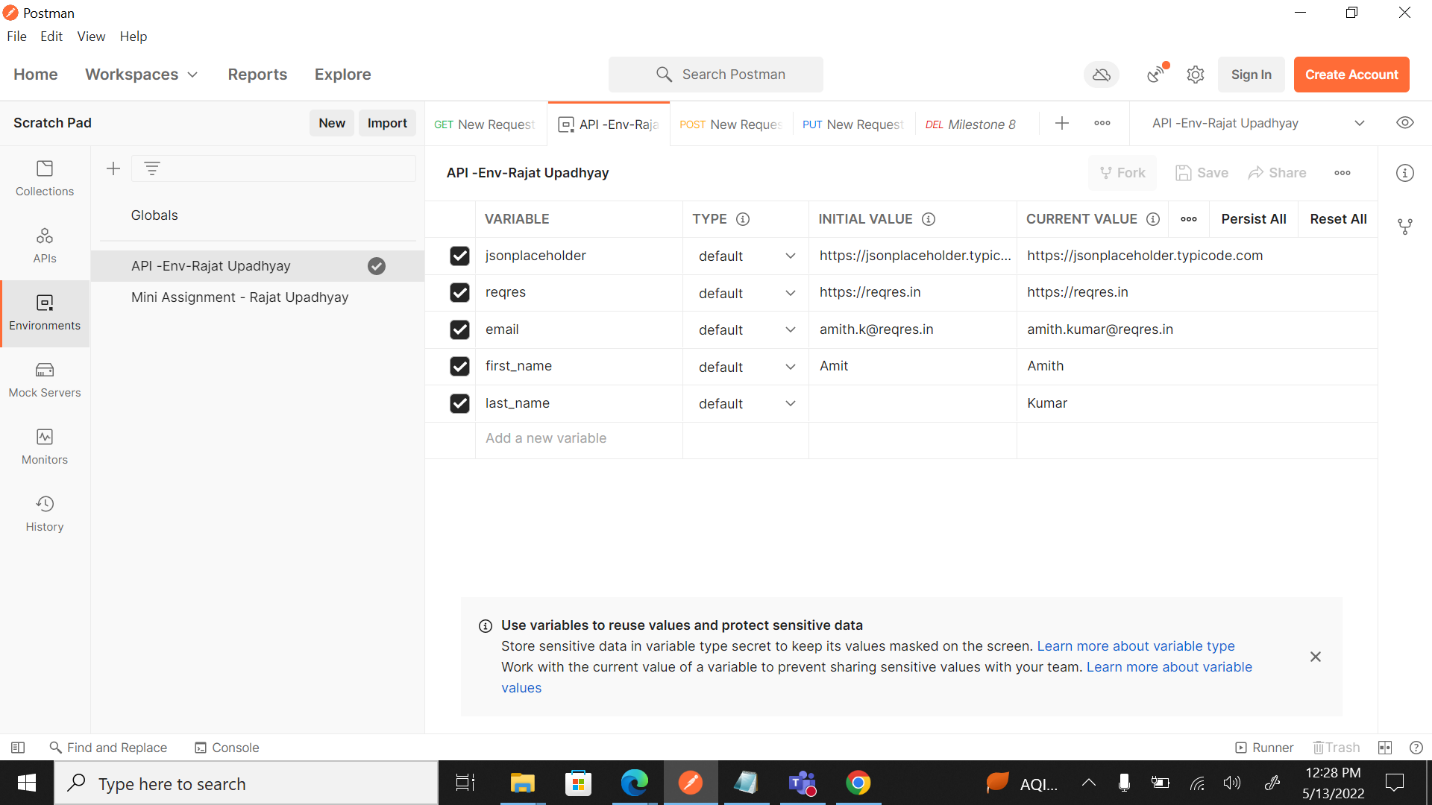 Postman
File Edit View Help
Home Workspaces Reports Explore Search Postman Sign In Create Account
Scratch Pad New Import GET New Request API -Env-Raja POST New Reques PUT New Request DEL Milestone 8 API -Env-Rajat Upadhyay
Collections
APIs
Environments
Mock Servers
Monitors
History
Globals
API -Env-Rajat Upadhyay
Mini Assignment - Rajat Upadhyay
API -Env-Rajat Upadhyay Fork Save Share
VARIABLE TYPE INITIAL VALUE CURRENT VALUE Persist All Reset All
jsonplaceholder default https://jsonplaceholder.typic... https://jsonplaceholder.typicode.com
reqres default https://reqres.in https://reqres.in
email default amith.k@reqres.in amith.kumar@reqres.in
first_name default Amit Amith
last_name default Kumar
Add a new variable
Use variables to reuse values and protect sensitive data
Store sensitive data in variable type secret to keep its values masked on the screen. Learn more about variable type
Work with the current value of a variable to prevent sharing sensitive values with your team. Learn more about variable
values
Find and Replace Console Runner Trash
Type here to search AQI... 12:28 PM
5/13/2022